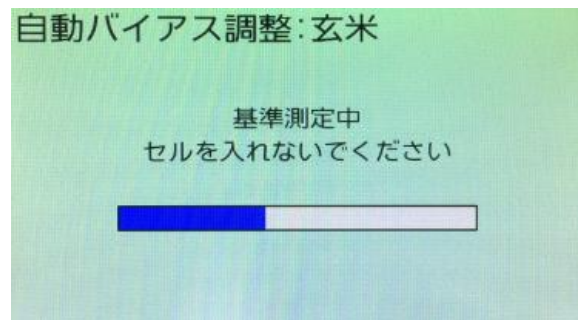 自動バイアス調整:玄米
基準測定中
セルを入れないでください